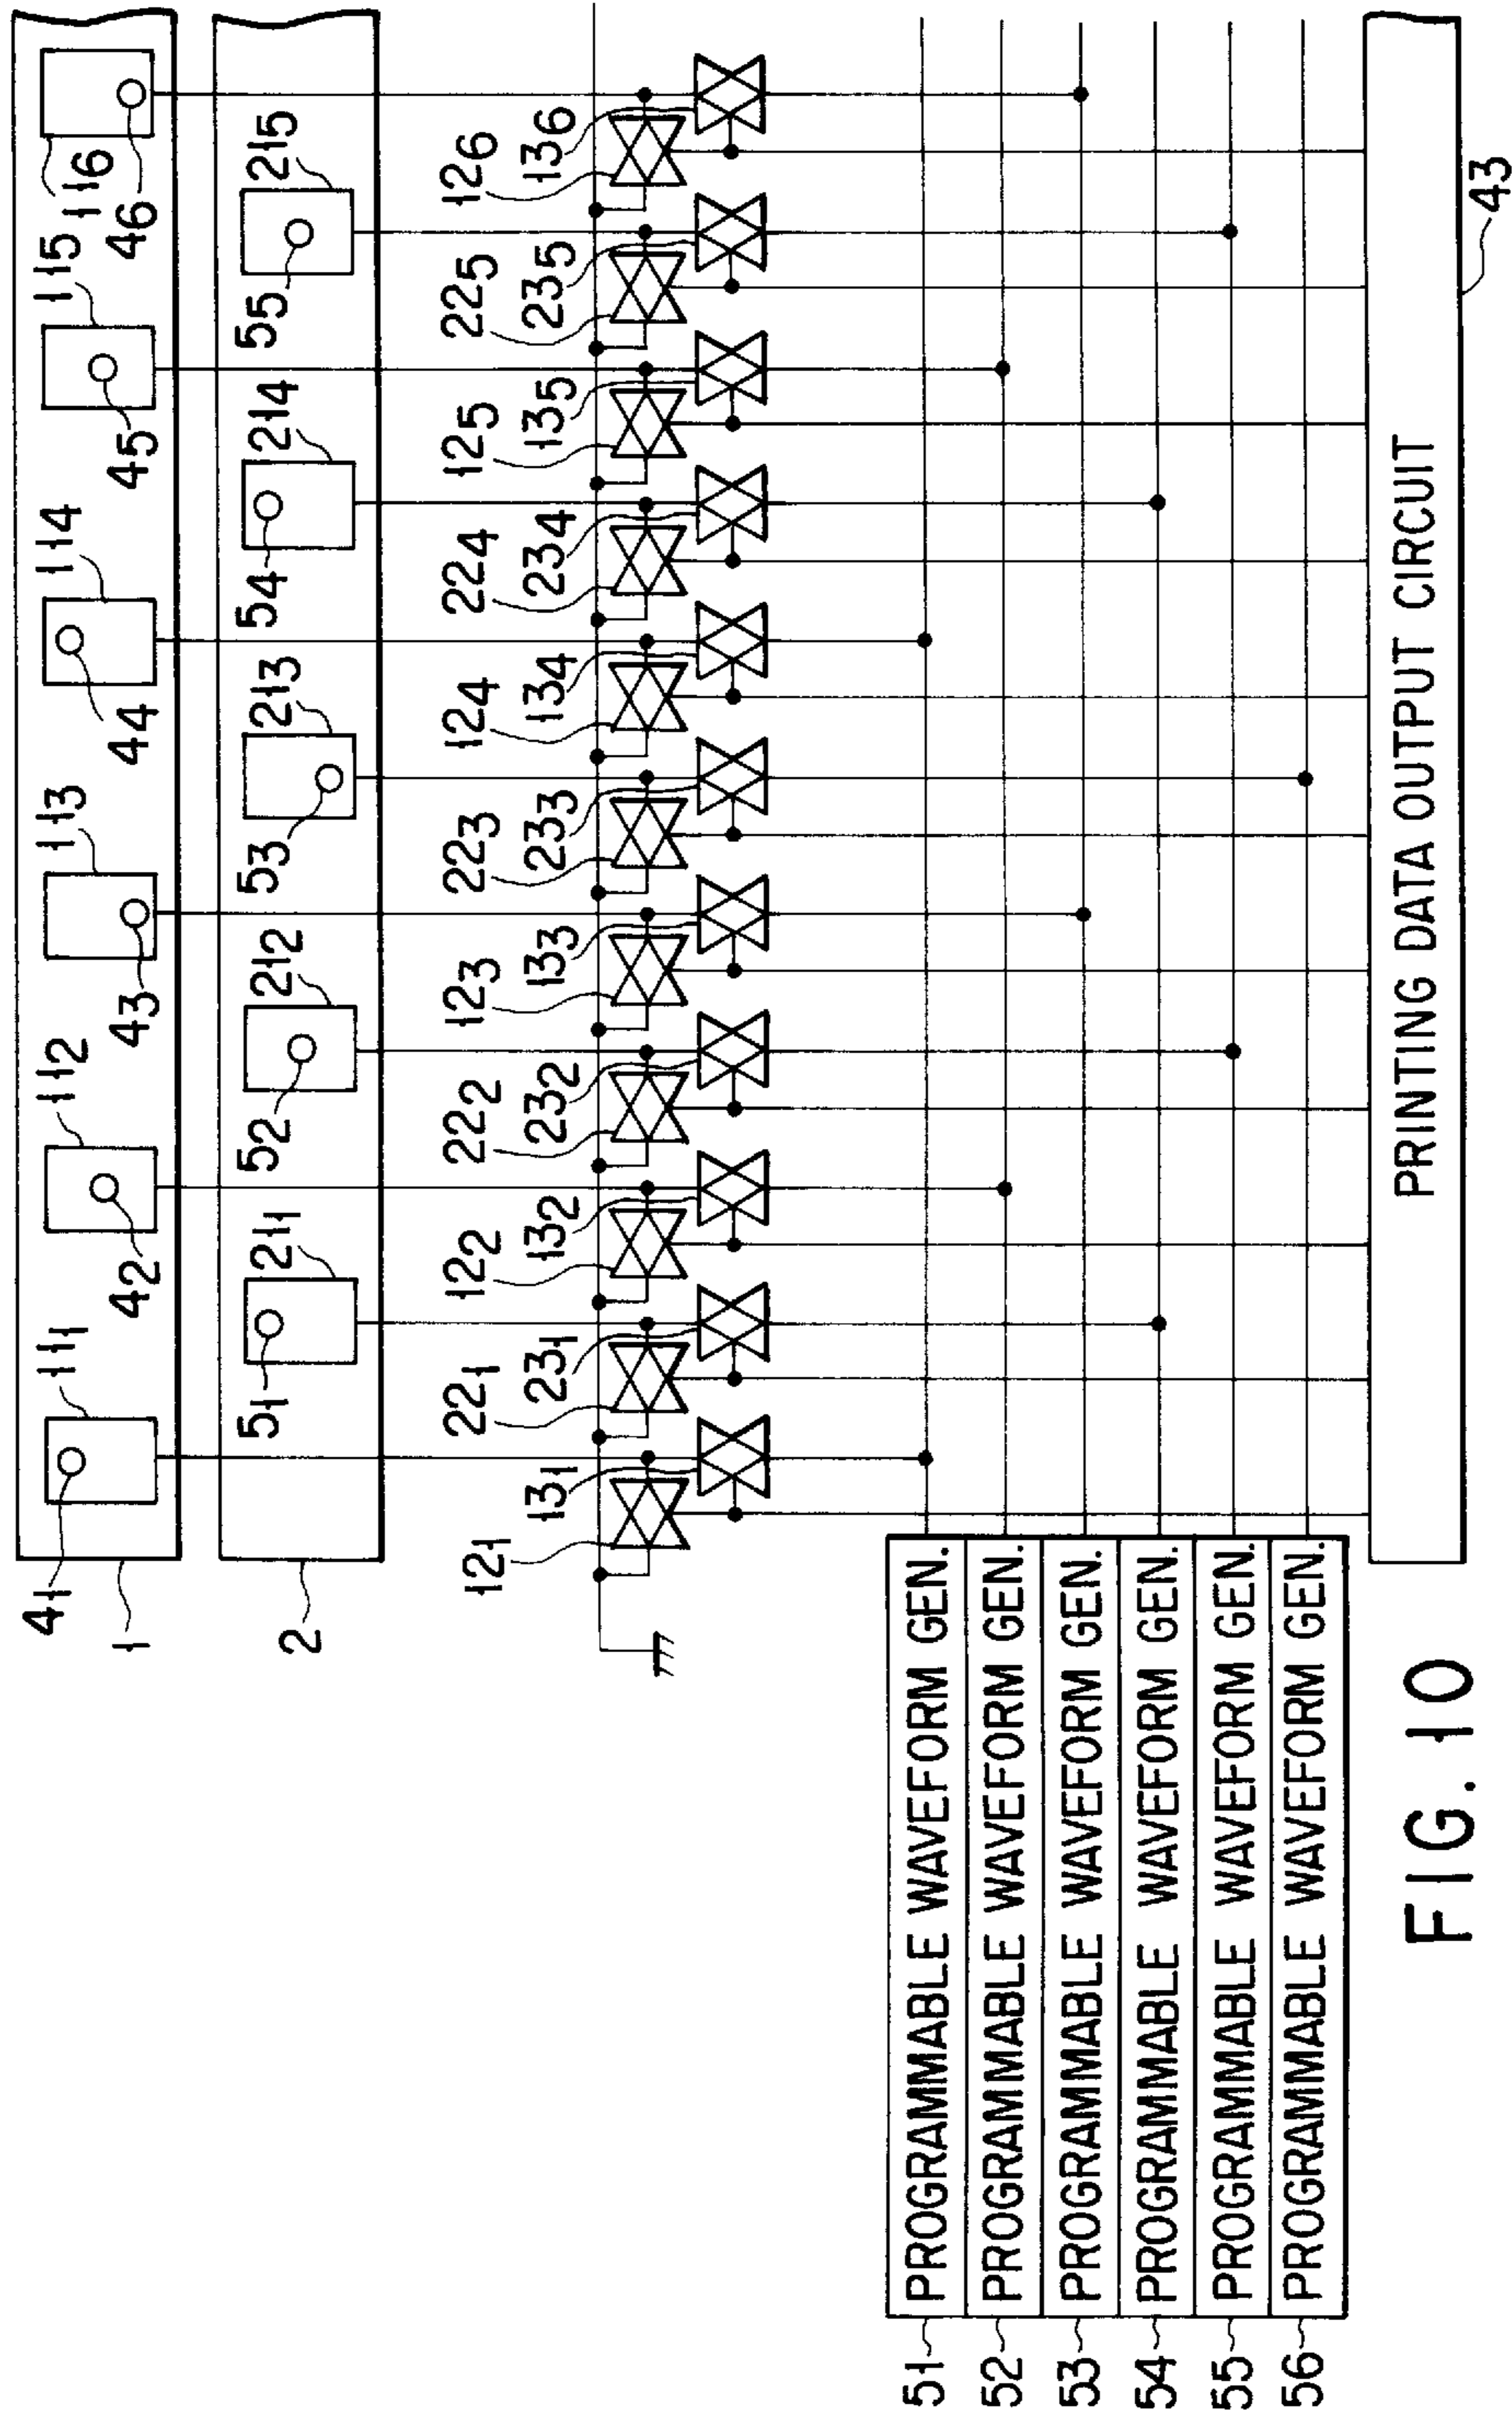 11₁ 11₂ 11₃ 11₄ 11₅ 11₆
4₁ 4₂ 4₃ 4₄ 4₅ 4₆
1
21₁ 21₂ 21₃ 21₄ 21₅
5₁ 5₂ 5₃ 5₄ 5₅
2
12₁ 22₁ 12₂ 22₂ 12₃ 22₃ 12₄ 22₄ 12₅ 22₅ 12₆
13₁ 23₁ 13₂ 23₂ 13₃ 23₃ 13₄ 23₄ 13₅ 23₅ 13₆
51 PROGRAMMABLE WAVEFORM GEN.
52 PROGRAMMABLE WAVEFORM GEN.
53 PROGRAMMABLE WAVEFORM GEN.
54 PROGRAMMABLE WAVEFORM GEN.
55 PROGRAMMABLE WAVEFORM GEN.
56 PROGRAMMABLE WAVEFORM GEN.
PRINTING DATA OUTPUT CIRCUIT
43
FIG. 10